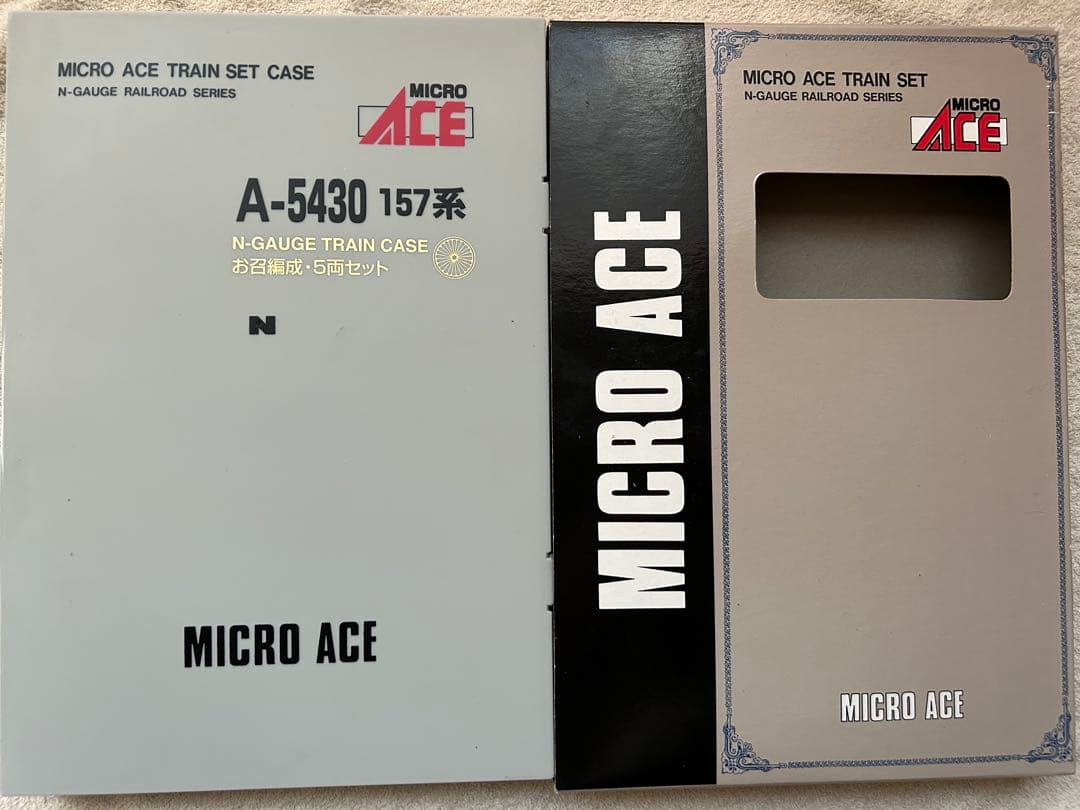 MICRO ACE TRAIN SET CASE
N-GAUGE RAILROAD SERIES
MICRO
ACE
A-5430 157系
N-GAUGE TRAIN CASE
お召編成・5両セット
N
MICRO ACE
MICRO ACE
MICRO ACE TRAIN SET
N-GAUGE RAILROAD SERIES
MICRO
ACE
MICRO ACE